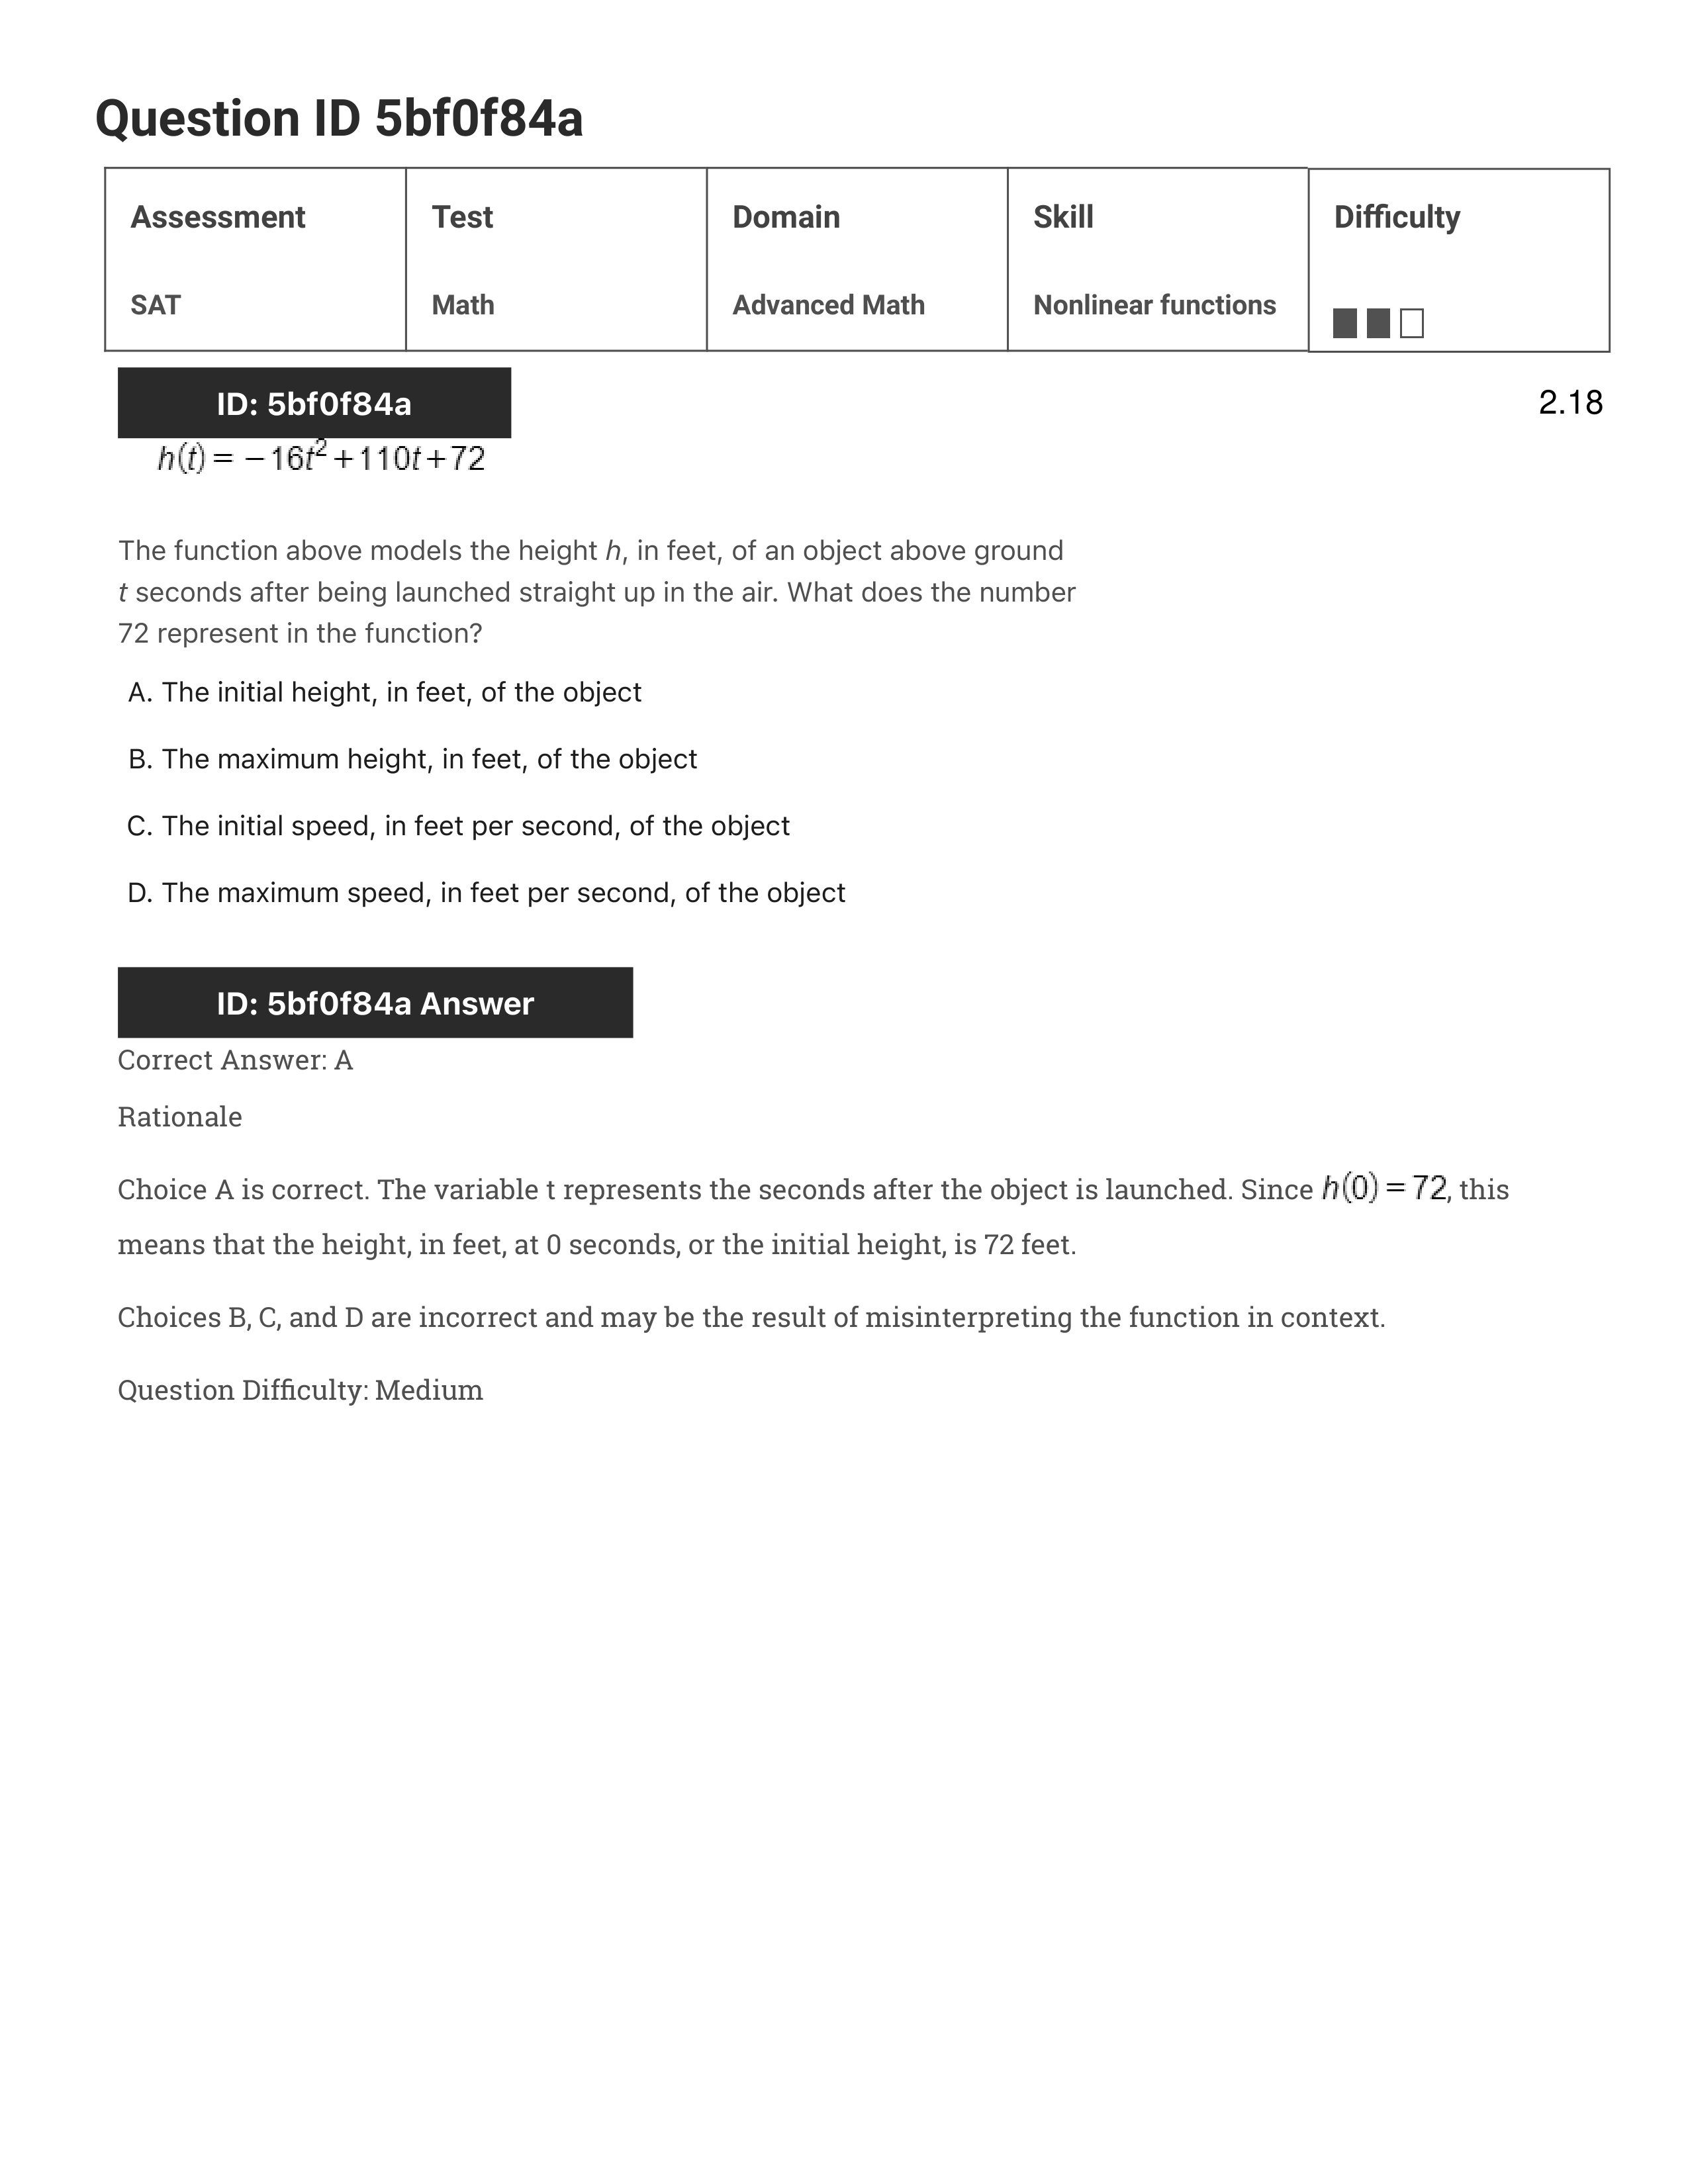 Question ID 5bf0f84a
Assessment Test Domain Skill Difficulty
SAT Math Advanced Math Nonlinear functions
ID: 5bf0f84a 2.18
h(t) = −16t² + 110t + 72
The function above models the height h, in feet, of an object above ground
t seconds after being launched straight up in the air. What does the number
72 represent in the function?
A. The initial height, in feet, of the object
B. The maximum height, in feet, of the object
C. The initial speed, in feet per second, of the object
D. The maximum speed, in feet per second, of the object
ID: 5bf0f84a Answer
Correct Answer: A
Rationale
Choice A is correct. The variable t represents the seconds after the object is launched. Since h(0) = 72, this
means that the height, in feet, at 0 seconds, or the initial height, is 72 feet.
Choices B, C, and D are incorrect and may be the result of misinterpreting the function in context.
Question Difficulty: Medium